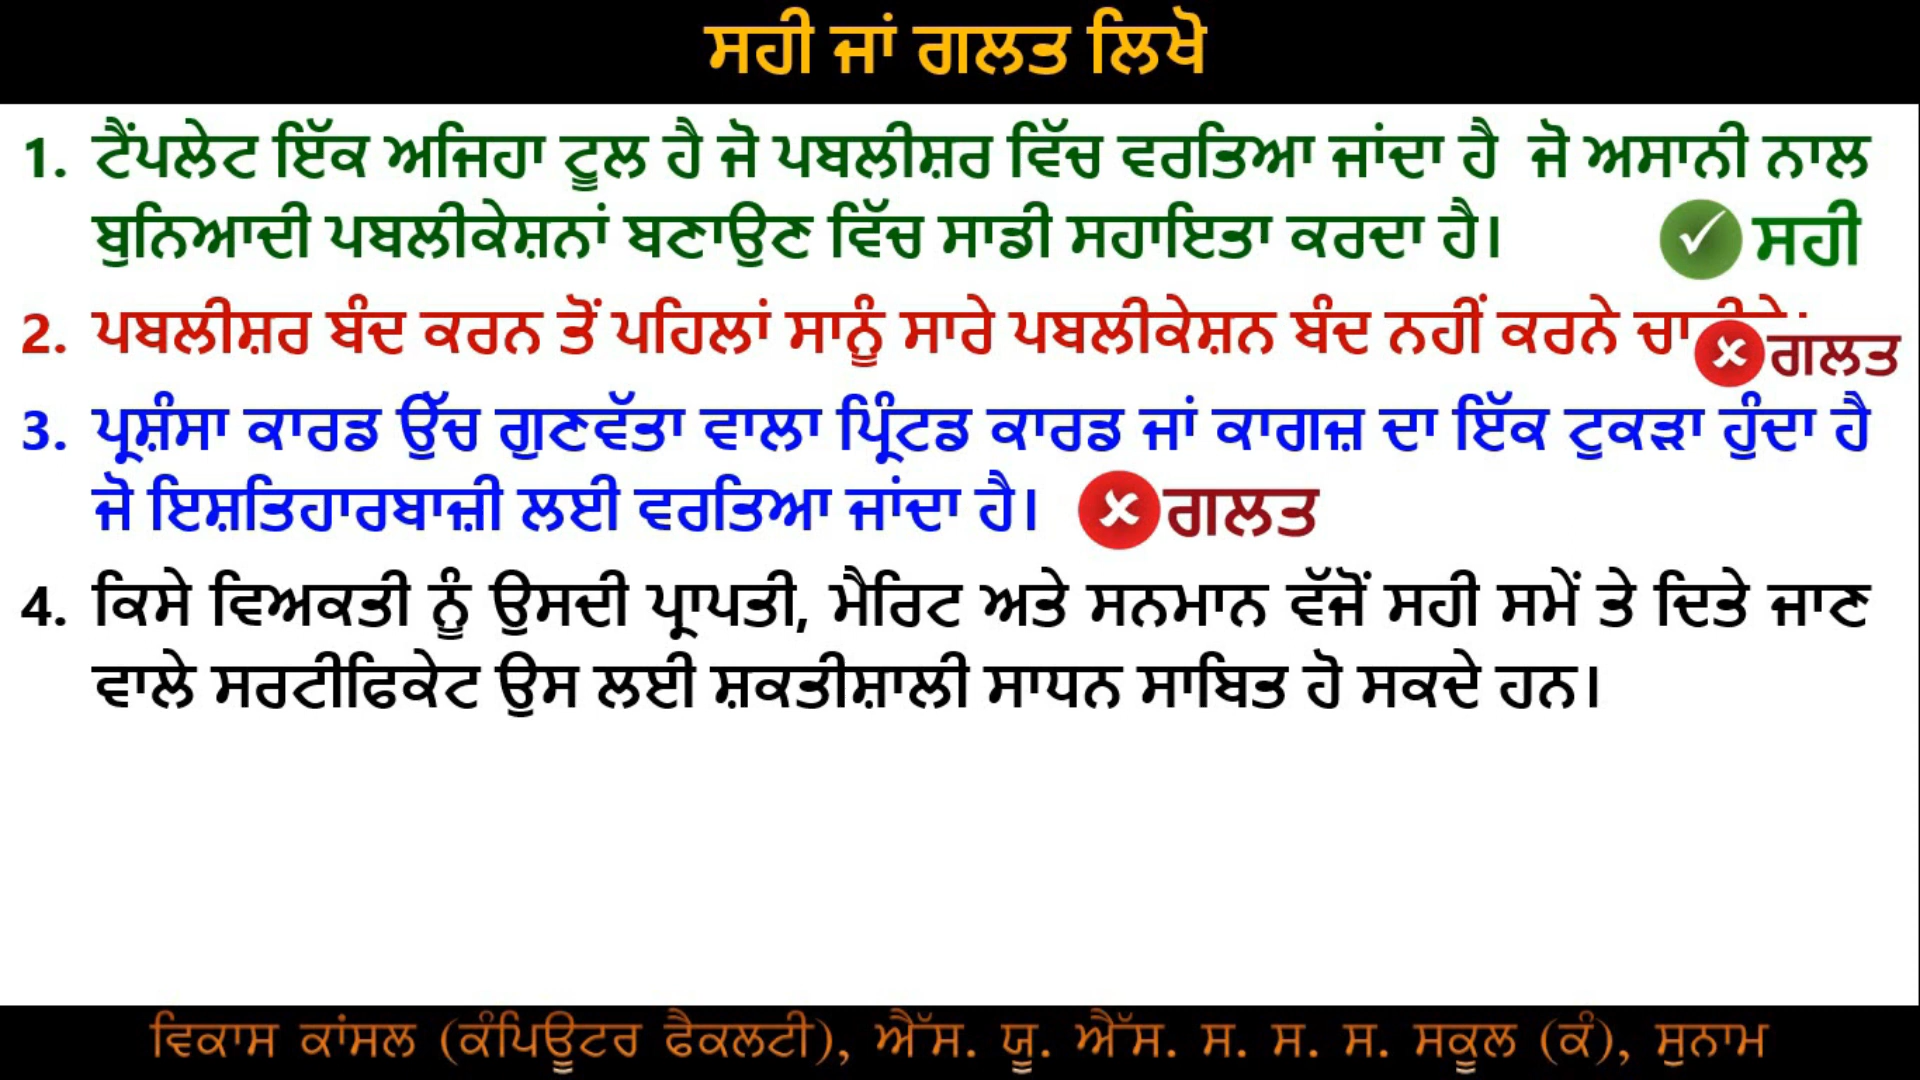 ਸਹੀ ਜਾਂ ਗਲਤ ਲਿਖੋ
1. ਟੈਂਪਲੇਟ ਇੱਕ ਅਜਿਹਾ ਟੂਲ ਹੈ ਜੋ ਪਬਲੀਸ਼ਰ ਵਿੱਚ ਵਰਤਿਆ ਜਾਂਦਾ ਹੈ ਜੋ ਅਸਾਨੀ ਨਾਲ
ਬੁਨਿਆਦੀ ਪਬਲੀਕੇਸ਼ਨਾਂ ਬਣਾਉਣ ਵਿੱਚ ਸਾਡੀ ਸਹਾਇਤਾ ਕਰਦਾ ਹੈ। ਸਹੀ
2. ਪਬਲੀਸ਼ਰ ਬੰਦ ਕਰਨ ਤੋਂ ਪਹਿਲਾਂ ਸਾਨੂੰ ਸਾਰੇ ਪਬਲੀਕੇਸ਼ਨ ਬੰਦ ਨਹੀਂ ਕਰਨੇ ਗਲਤ
3. ਪ੍ਰਸ਼ੰਸਾ ਕਾਰਡ ਉੱਚ ਗੁਣਵੱਤਾ ਵਾਲਾ ਪ੍ਰਿੰਟਡ ਕਾਰਡ ਜਾਂ ਕਾਗਜ਼ ਦਾ ਇੱਕ ਟੁਕੜਾ ਹੁੰਦਾ ਹੈ
ਜੋ ਇਸ਼ਤਿਹਾਰਬਾਜ਼ੀ ਲਈ ਵਰਤਿਆ ਜਾਂਦਾ ਹੈ। ਗਲਤ
4. ਕਿਸੇ ਵਿਅਕਤੀ ਨੂੰ ਉਸਦੀ ਪ੍ਰਾਪਤੀ, ਮੈਰਿਟ ਅਤੇ ਸਨਮਾਨ ਵੱਜੋਂ ਸਹੀ ਸਮੇਂ ਤੇ ਦਿਤੇ ਜਾਣ
ਵਾਲੇ ਸਰਟੀਫਿਕੇਟ ਉਸ ਲਈ ਸ਼ਕਤੀਸ਼ਾਲੀ ਸਾਧਨ ਸਾਬਿਤ ਹੋ ਸਕਦੇ ਹਨ।
ਵਿਕਾਸ ਕਾਂਸਲ (ਕੰਪਿਊਟਰ ਫੈਕਲਟੀ), ਐੱਸ. ਯੂ. ਐੱਸ. ਸ. ਸ. ਸ. ਸਕੂਲ (ਕੰ), ਸੁਨਾਮ